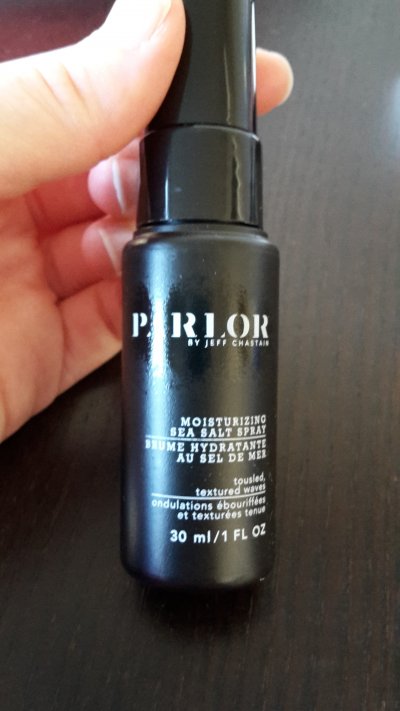 PARLOR
BY JEFF CHASTAIN
MOISTURIZING
SEA SALT SPRAY
BRUME HYDRATANTE
AU SEL DE MER
tousled,
textured waves
ondulations ébouriffées
et texturées tenue
30 ml/1 FL OZ